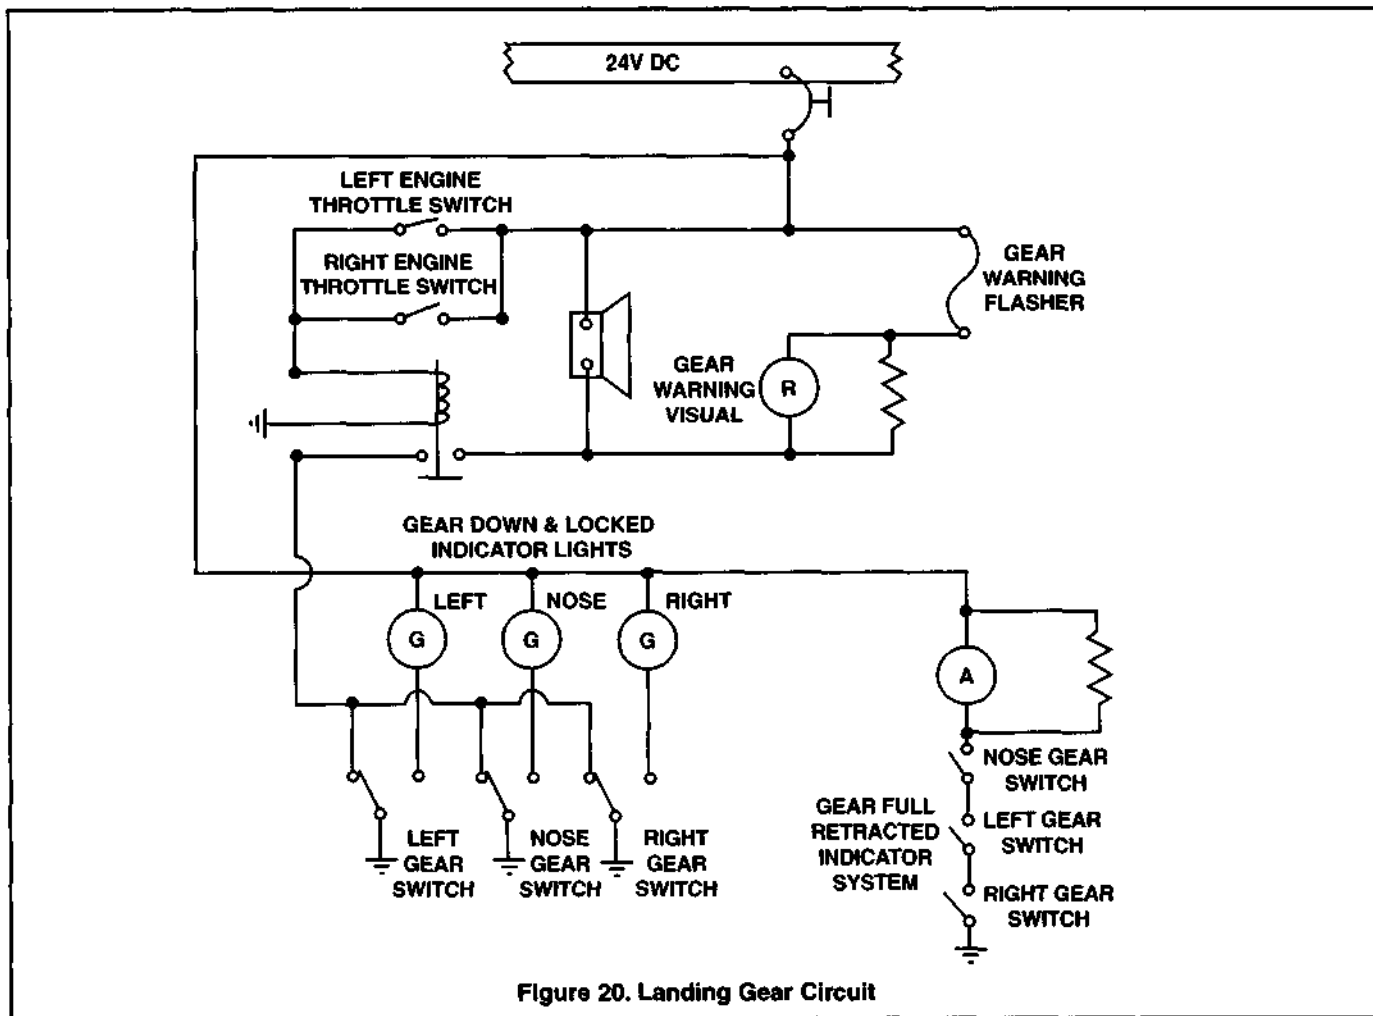 24V DC
LEFT ENGINE
THROTTLE SWITCH
RIGHT ENGINE
THROTTLE SWITCH
GEAR
WARNING
FLASHER
GEAR
WARNING
VISUAL
R
GEAR DOWN & LOCKED
INDICATOR LIGHTS
LEFT
NOSE
RIGHT
G
G
G
A
NOSE GEAR
SWITCH
GEAR FULL
RETRACTED
INDICATOR
SYSTEM
LEFT GEAR
SWITCH
LEFT
GEAR
SWITCH
NOSE
GEAR
SWITCH
RIGHT
GEAR
SWITCH
RIGHT GEAR
SWITCH
Figure 20. Landing Gear Circuit